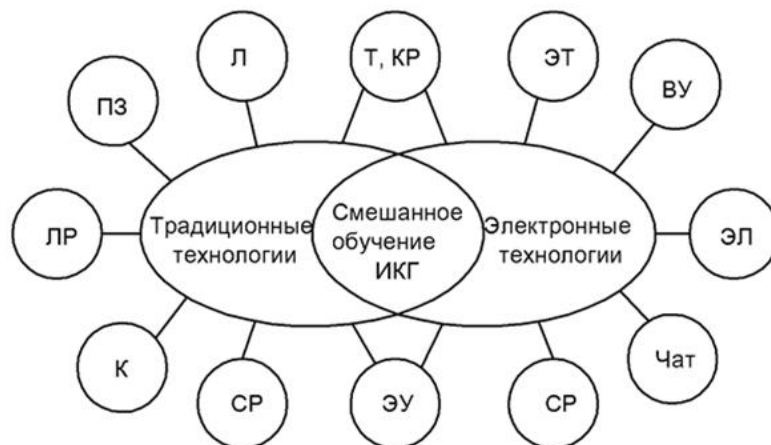 Л
Т, КР
ЭТ
ПЗ
ВУ
ЛР
Традиционные
технологии
Смешанное
обучение
ИКГ
Электронные
технологии
ЭЛ
К
СР
ЭУ
СР
Чат